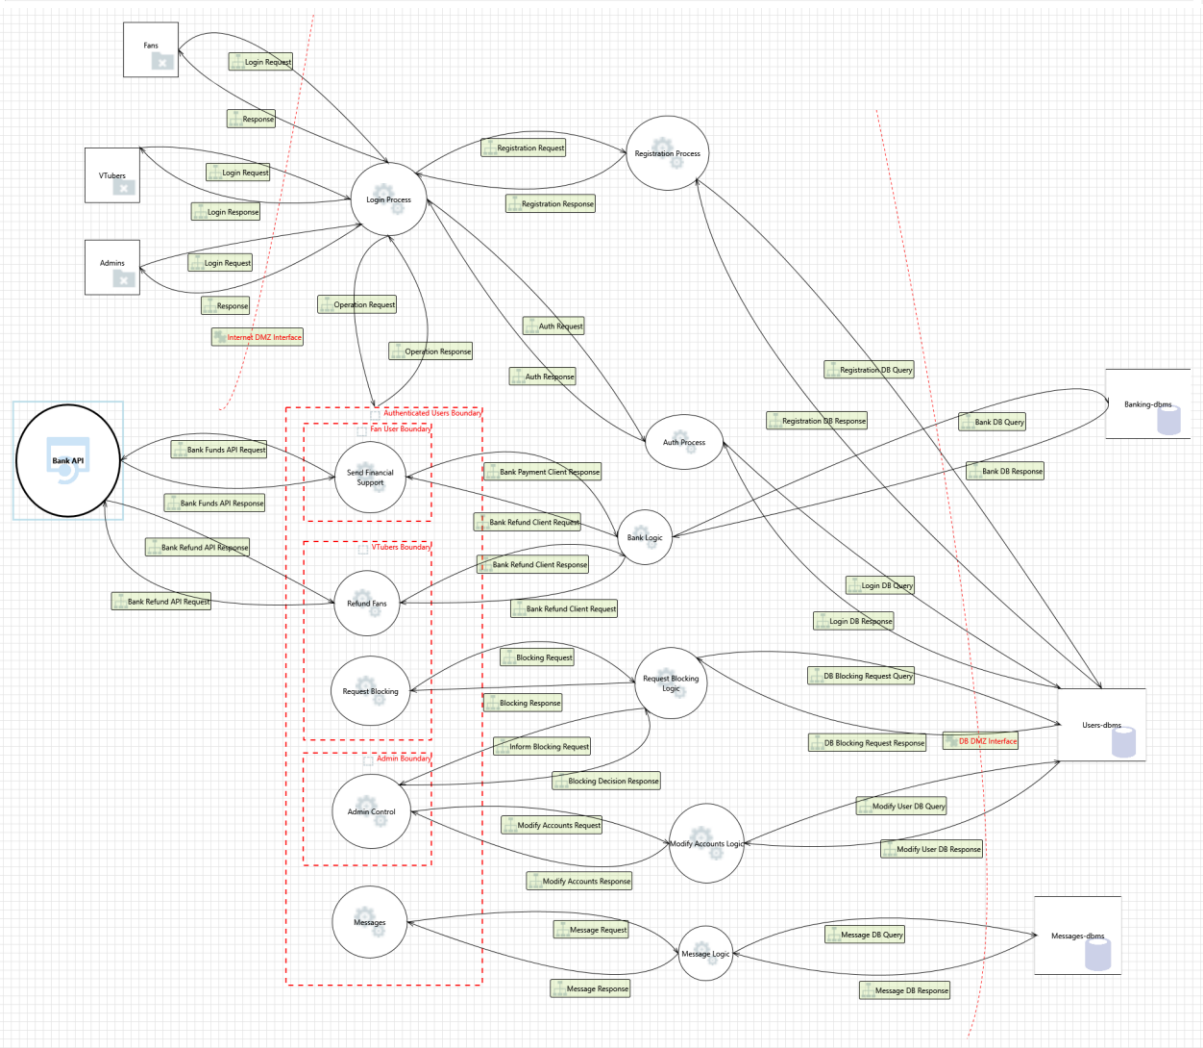 Fans
Login Request
Response
VTubers
Login Request
Login Response
Admins
Login Request
Response
Internet DMZ Interface
Login Process
Registration Request
Registration Response
Registration Process
Operation Request
Operation Response
Auth Request
Auth Response
Auth Process
Registration DB Query
Registration DB Response
Banking-dbms
Bank DB Query
Bank DB Response
Bank API
Bank Funds API Request
Bank Funds API Response
Bank Refund API Response
Bank Refund API Request
Authenticated Users Boundary
Fan User Boundary
Send Financial
Support
Bank Payment Client Response
Bank Refund Client Request
Bank Logic
VTubers Boundary
Bank Refund Client Response
Refund Fans
Bank Refund Client Request
Login DB Query
Login DB Response
Request Blocking
Blocking Request
Blocking Response
Request Blocking
Logic
DB Blocking Request Query
DB Blocking Request Response
DB DMZ Interface
Users-dbms
Inform Blocking Request
Blocking Decision Response
Admin Boundary
Admin Control
Modify Accounts Request
Modify Accounts Response
Modify Accounts Logic
Modify User DB Query
Modify User DB Response
Messages
Message Request
Message Response
Message Logic
Message DB Query
Message DB Response
Messages-dbms